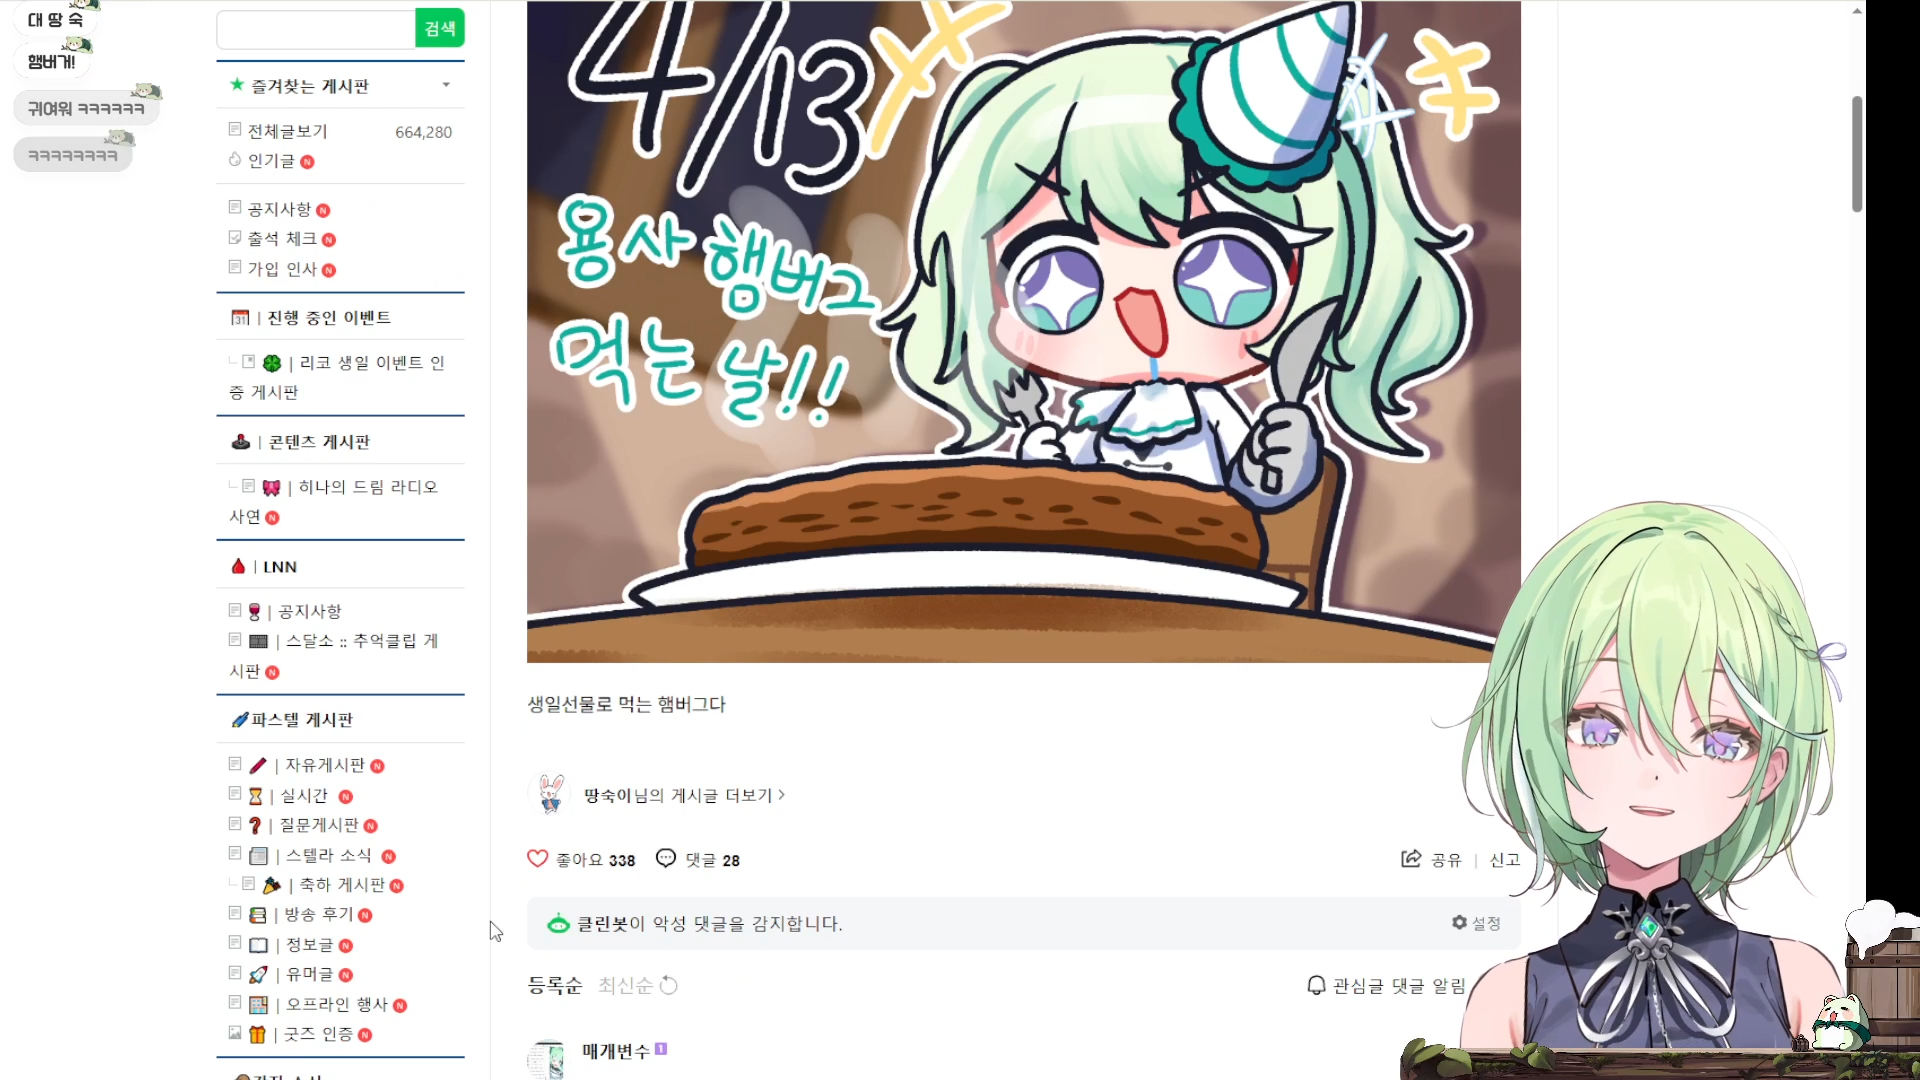 대 땅 숙
햄버거!
귀여워 ㅋㅋㅋㅋㅋㅋ
ㅋㅋㅋㅋㅋㅋㅋㅋ
검색
즐겨찾는 게시판
전체글보기 664,280
인기글 N
공지사항 N
출석 체크 N
가입 인사 N
31 | 진행 중인 이벤트
| 리코 생일 이벤트 인
증 게시판
| 콘텐츠 게시판
| 히나의 드림 라디오
사연 N
| LNN
| 공지사항
| 스달소 :: 추억클립 게
시판 N
파스텔 게시판
| 자유게시판 N
| 실시간 N
| 질문게시판 N
| 스텔라 소식 N
| 축하 게시판 N
| 방송 후기 N
| 정보글 N
| 유머글 N
| 오프라인 행사 N
| 굿즈 인증 N
4/13
용사 햄버그
먹는 날!!
생일선물로 먹는 햄버그다
땅숙이님의 게시글 더보기
좋아요 338 댓글 28
공유 | 신고
클린봇이 악성 댓글을 감지합니다.
설정
등록순 최신순
관심글 댓글 알림
매개변수 1